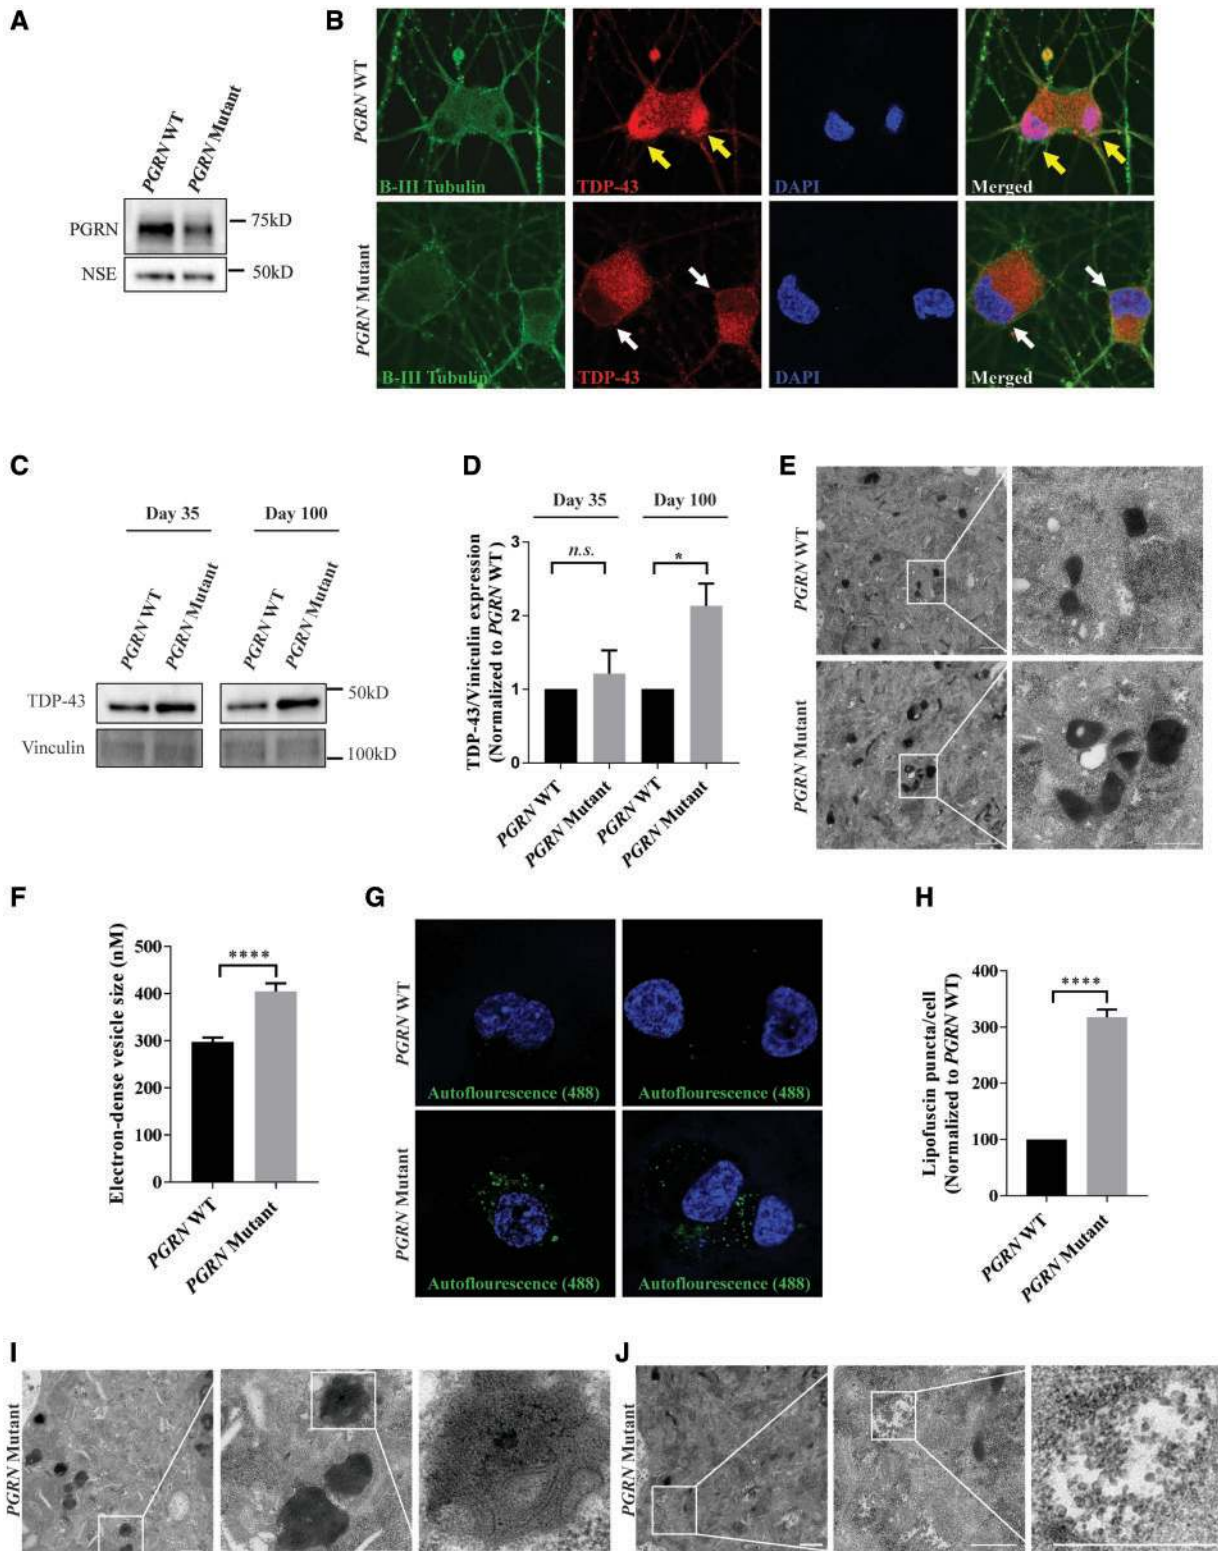 A
PGRN WT
PGRN Mutant
PGRN
75kD
NSE
50kD
B
PGRN WT
B-III Tubulin
TDP-43
DAPI
Merged
PGRN Mutant
B-III Tubulin
TDP-43
DAPI
Merged
C
Day 35
Day 100
PGRN WT
PGRN Mutant
PGRN WT
PGRN Mutant
TDP-43
50kD
Vinculin
100kD
D
Day 35
Day 100
TDP-43/Viniculin expression
(Normalized to PGRN WT )
3
2
1
0
n.s.
*
PGRN WT
PGRN Mutant
PGRN WT
PGRN Mutant
E
PGRN WT
PGRN Mutant
F
Electron-dense vesicle size (nM)
500
400
300
200
100
0
****
PGRN WT
PGRN Mutant
G
PGRN WT
Autoflourescence (488)
Autoflourescence (488)
PGRN Mutant
Autoflourescence (488)
Autoflourescence (488)
H
Lipofuscin puncta/cell
(Normalized to PGRN WT)
400
300
200
100
0
****
PGRN WT
PGRN Mutant
I
PGRN Mutant
J
PGRN Mutant